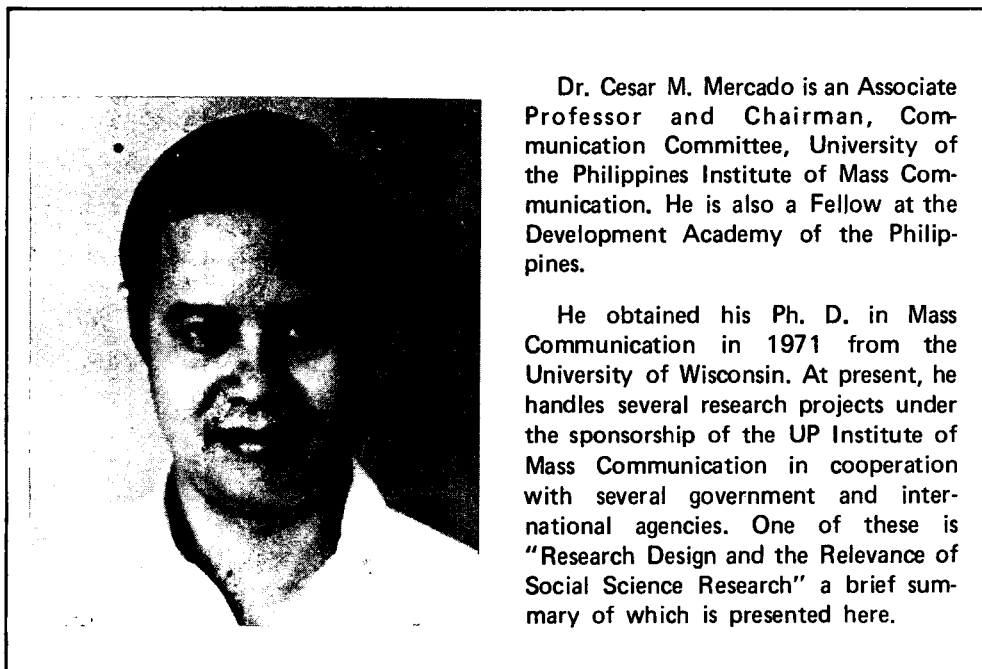 Dr. Cesar M. Mercado is an Associate
Professor and Chairman, Com-
munication Committee, University of
the Philippines Institute of Mass Com-
munication. He is also a Fellow at the
Development Academy of the Philip-
pines.
He obtained his Ph. D. in Mass
Communication in 1971 from the
University of Wisconsin. At present, he
handles several research projects under
the sponsorship of the UP Institute of
Mass Communication in cooperation
with several government and inter-
national agencies. One of these is
"Research Design and the Relevance of
Social Science Research" a brief sum-
mary of which is presented here.